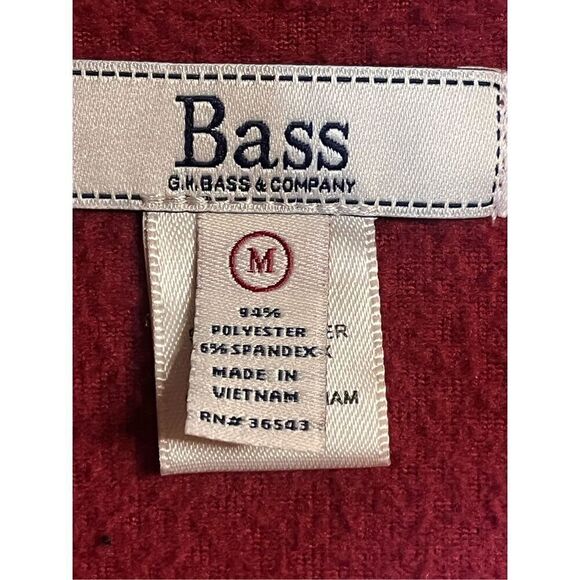 Bass
G.H.BASS & COMPANY
M
94%
POLYESTER
6% SPANDEX
MADE IN
VIETNAM
RN# 36543